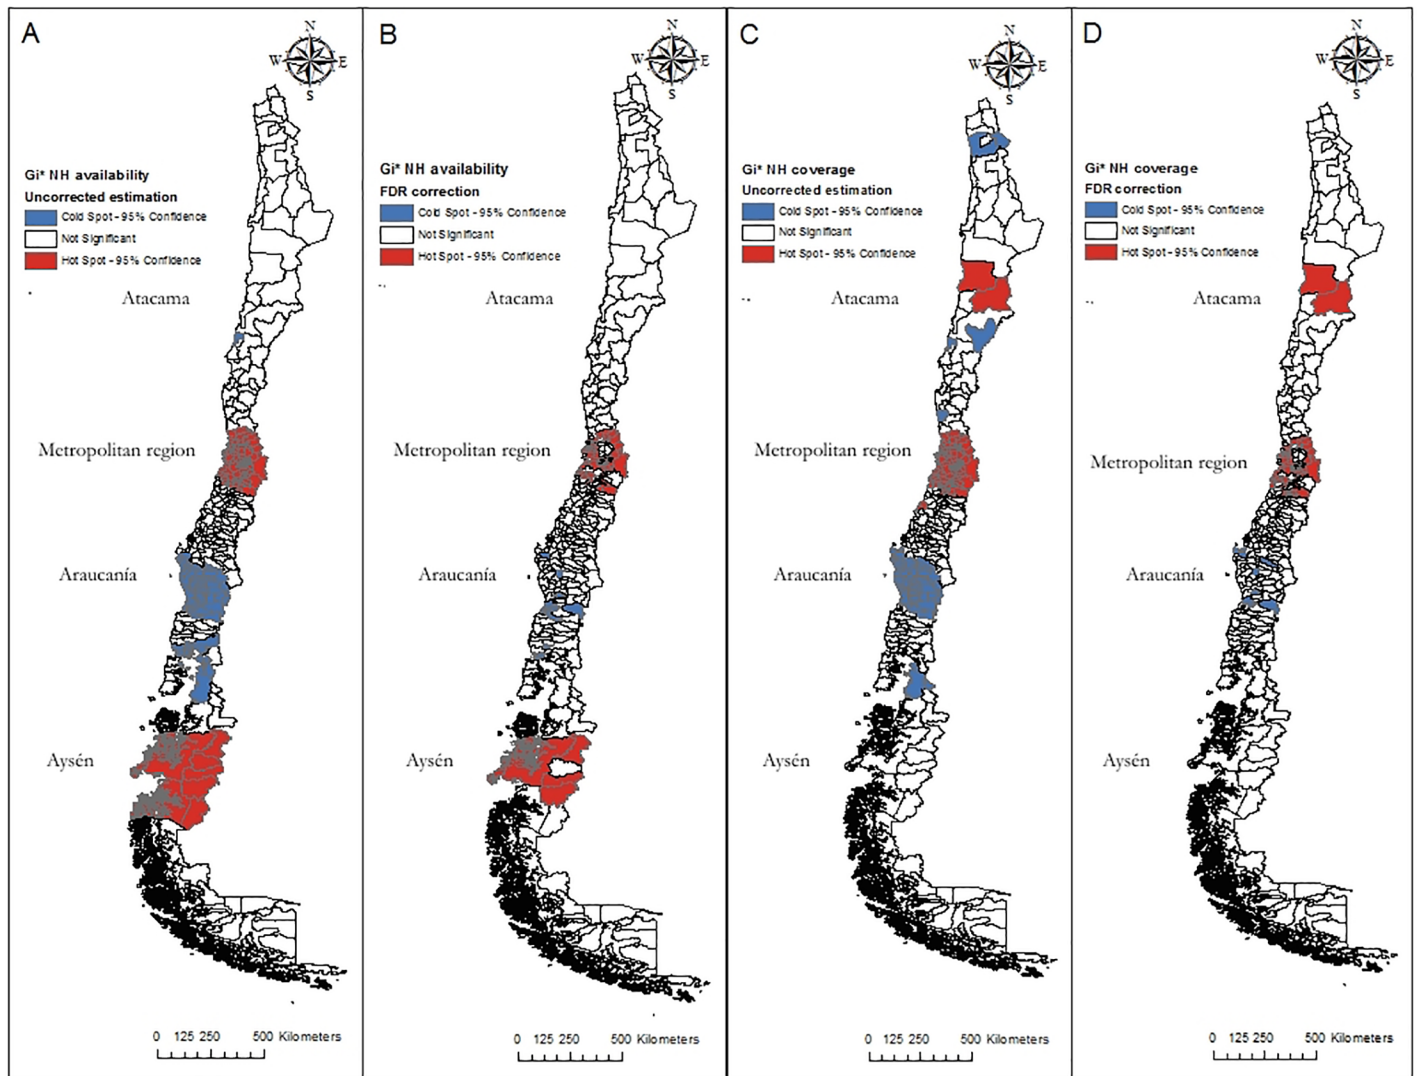 A
N
W E
S
Gi* NH availability
Uncorrected estimation
Cold Spot - 95% Confidence
Not Significant
Hot Spot - 95% Confidence
Atacama
Metropolitan region
Araucanía
Aysén
0 125 250 500 Kilometers
B
N
W E
S
Gi* NH availability
FDR correction
Cold Spot - 95% Confidence
Not Significant
Hot Spot - 95% Confidence
Atacama
Metropolitan region
Araucanía
Aysén
0 125 250 500 Kilometers
C
N
W E
S
Gi* NH coverage
Uncorrected estimation
Cold Spot - 95% Confidence
Not Significant
Hot Spot - 95% Confidence
Atacama
Metropolitan region
Araucanía
Aysén
0 125 250 500 Kilometers
D
N
W E
S
Gi* NH coverage
FDR correction
Cold Spot - 95% Confidence
Not Significant
Hot Spot - 95% Confidence
Atacama
Metropolitan region
Araucanía
Aysén
0 125 250 500 Kilometers